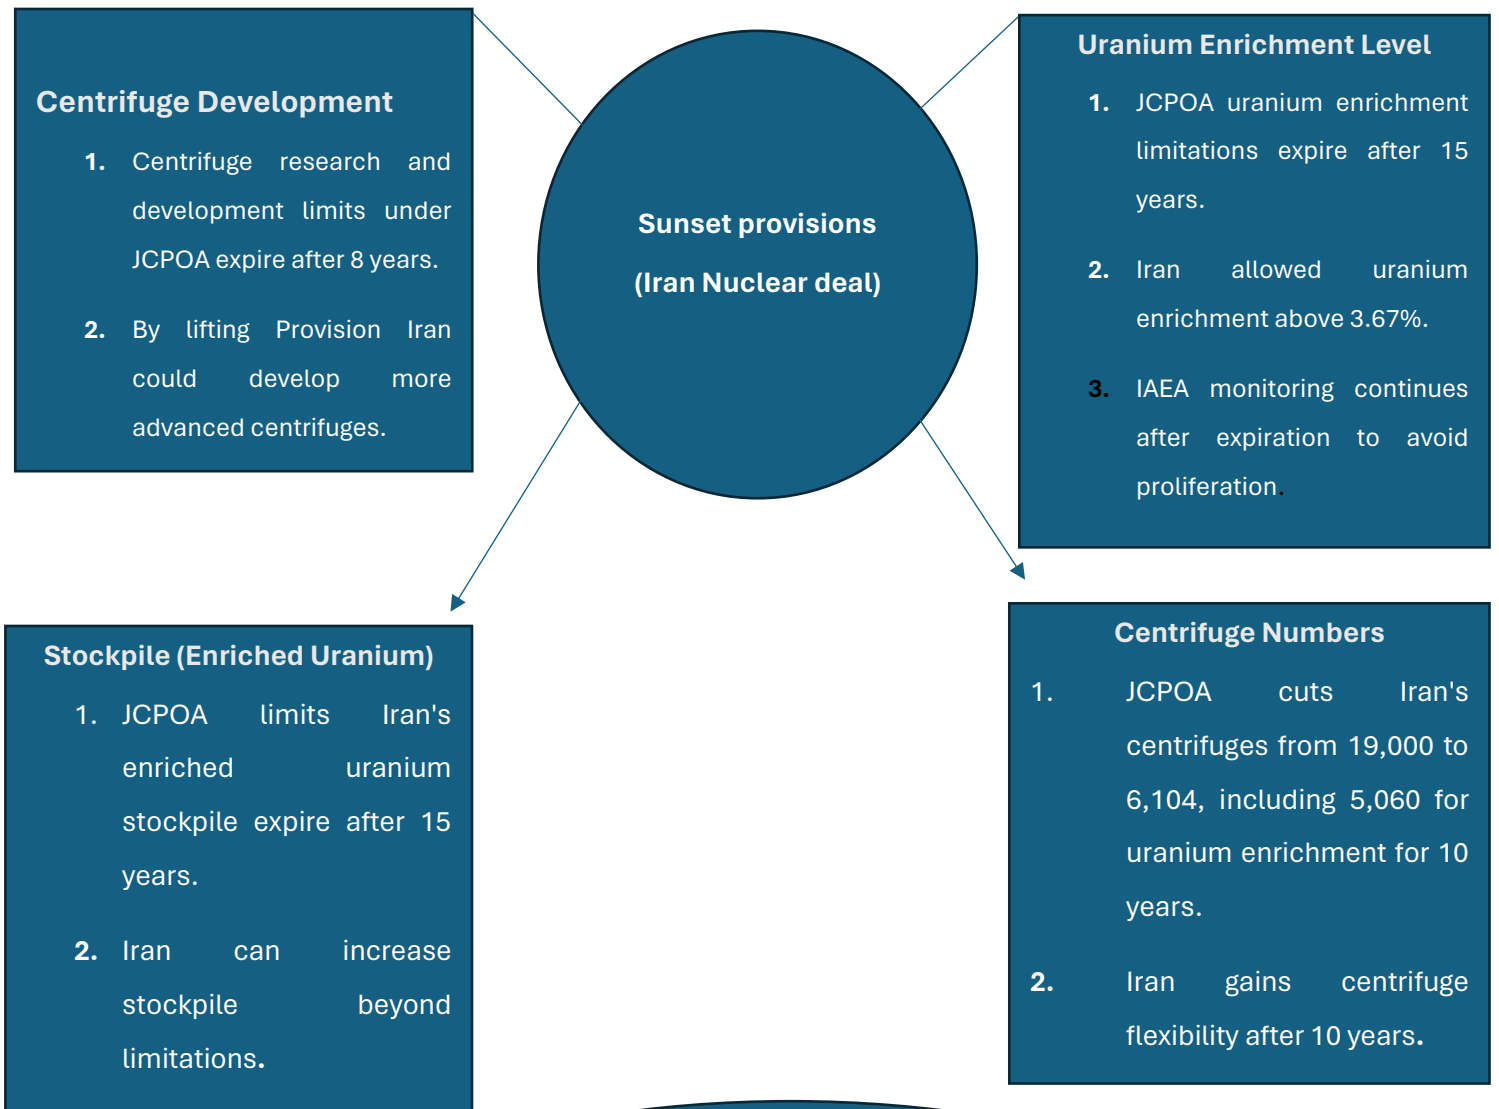 Centrifuge Development
1. Centrifuge research and
development limits under
JCPOA expire after 8 years.
2. By lifting Provision Iran
could develop more
advanced centrifuges.
Sunset provisions
(Iran Nuclear deal)
Uranium Enrichment Level
1. JCPOA uranium enrichment
limitations expire after 15
years.
2. Iran allowed uranium
enrichment above 3.67%.
3. IAEA monitoring continues
after expiration to avoid
proliferation.
Stockpile (Enriched Uranium)
1. JCPOA limits Iran's
enriched uranium
stockpile expire after 15
years.
2. Iran can increase
stockpile beyond
limitations.
Centrifuge Numbers
1. JCPOA cuts Iran's
centrifuges from 19,000 to
6,104, including 5,060 for
uranium enrichment for 10
years.
2. Iran gains centrifuge
flexibility after 10 years.